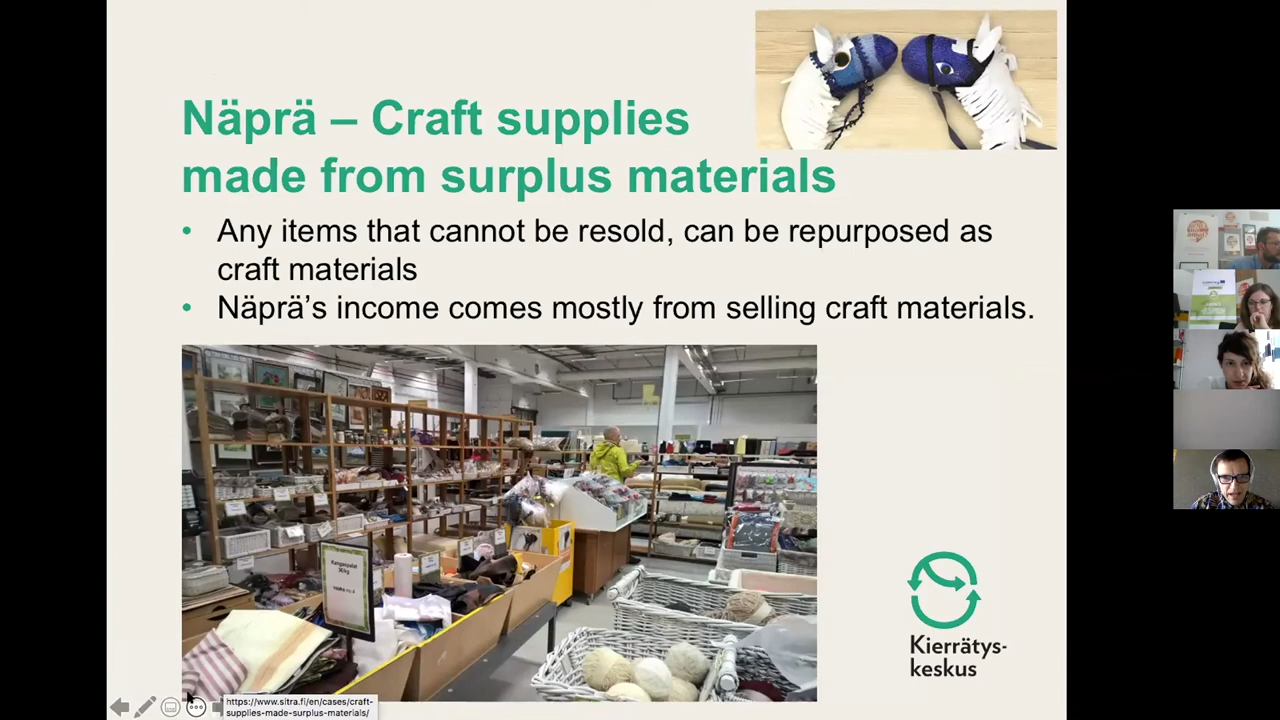 Näprä – Craft supplies
made from surplus materials
• Any items that cannot be resold, can be repurposed as
craft materials
• Näprä’s income comes mostly from selling craft materials.
Kangaspalat
Kierrätys-
keskus
https://www.sitra.fi/en/cases/craft-
supplies-made-surplus-materials/